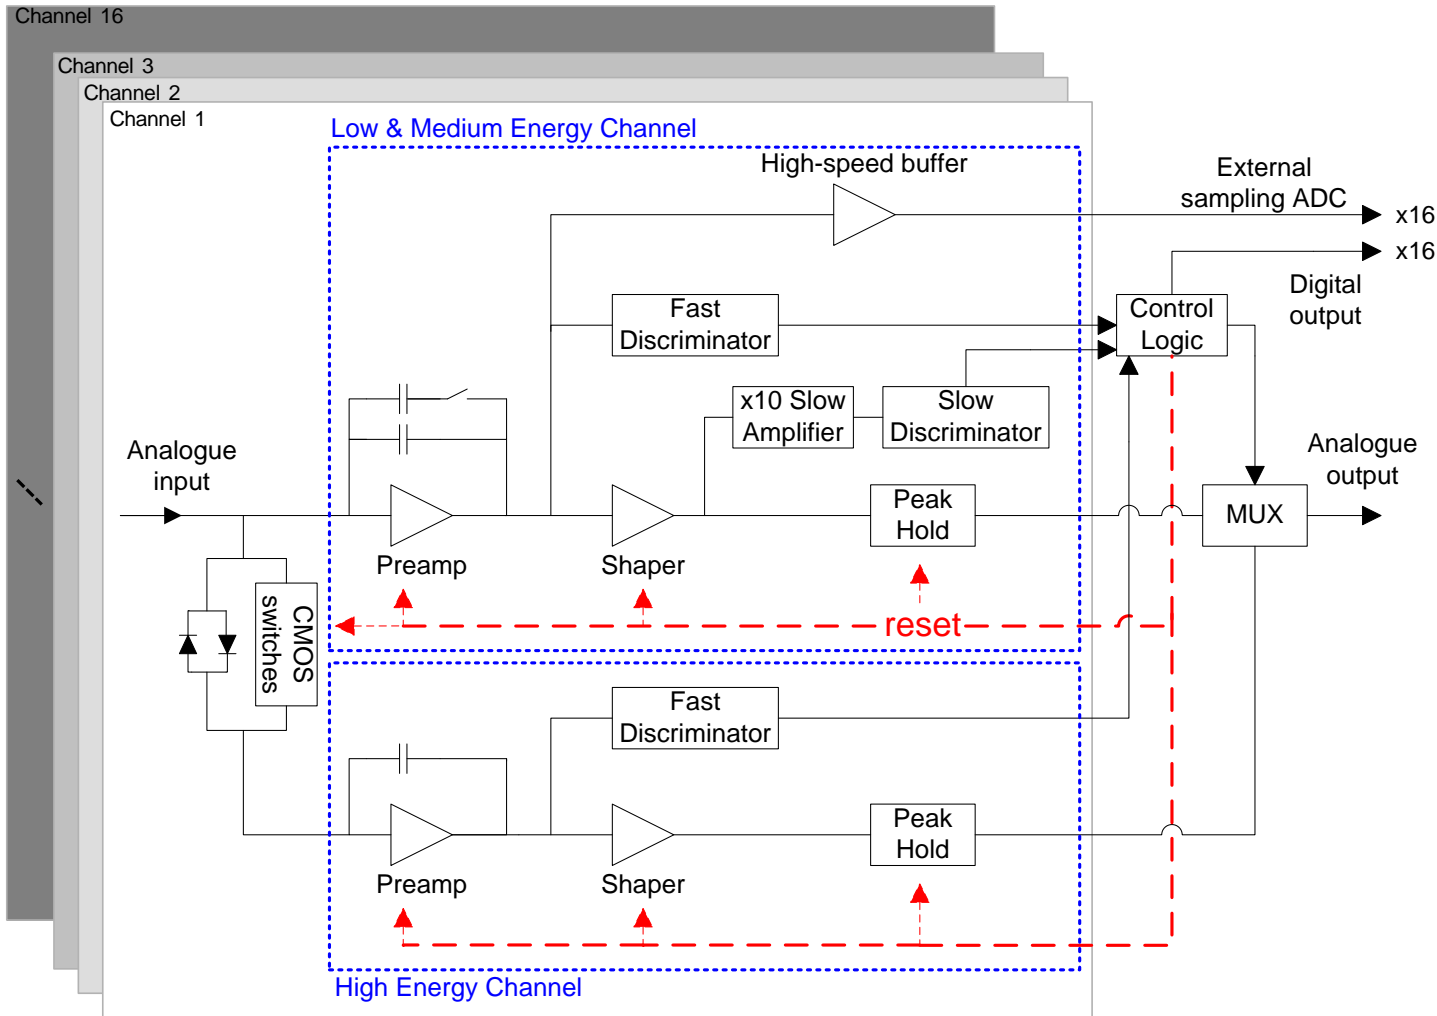 Channel 16
Channel 3
Channel 2
Channel 1
Low & Medium Energy Channel
High-speed buffer
External
sampling ADC
x16
x16
Digital
output
Fast
Discriminator
Control
Logic
x10 Slow
Amplifier
Slow
Discriminator
Analogue
input
Analogue
output
Peak
Hold
MUX
Preamp
Shaper
CMOS
switches
reset
Fast
Discriminator
Peak
Hold
Preamp
Shaper
High Energy Channel